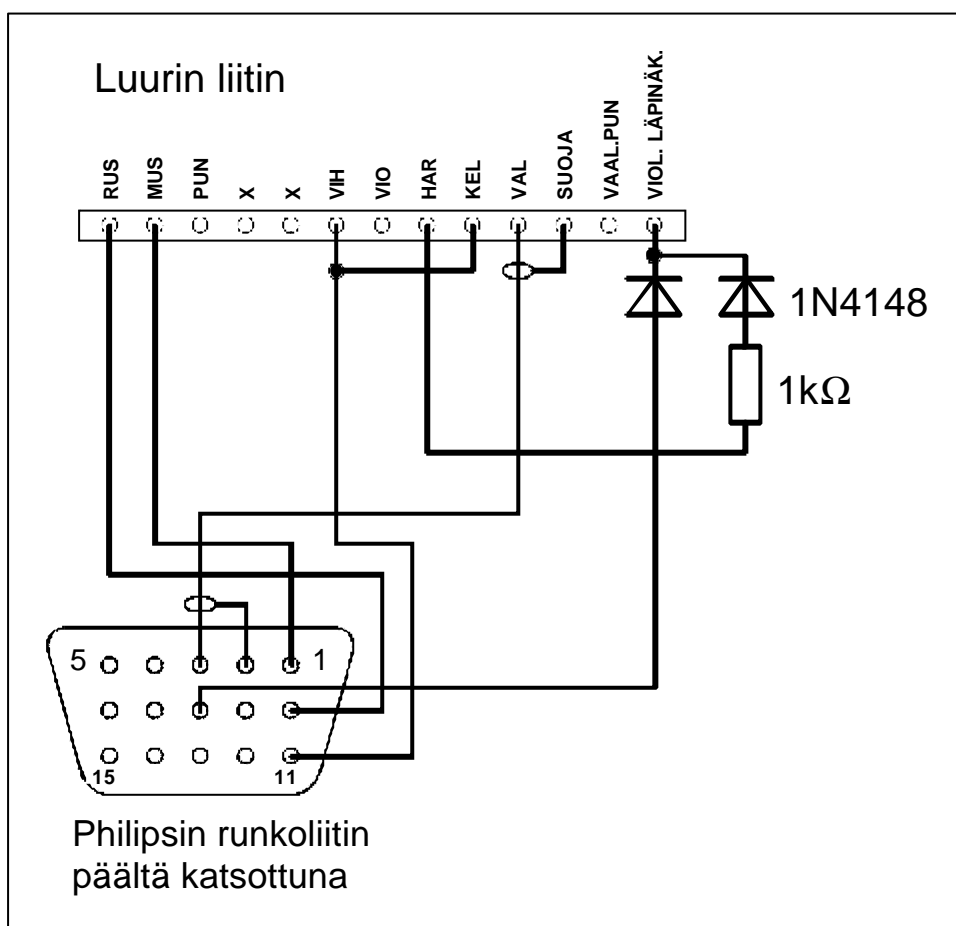 Luurin liitin
RUS
MUS
PUN
X
X
VIH
VIO
HAR
KEL
VAL
SUOJA
VAAL.PUN
VIOL. LÄPINÄK.
1N4148
1kΩ
5
1
15
11
Philipsin runkoliitin
päältä katsottuna